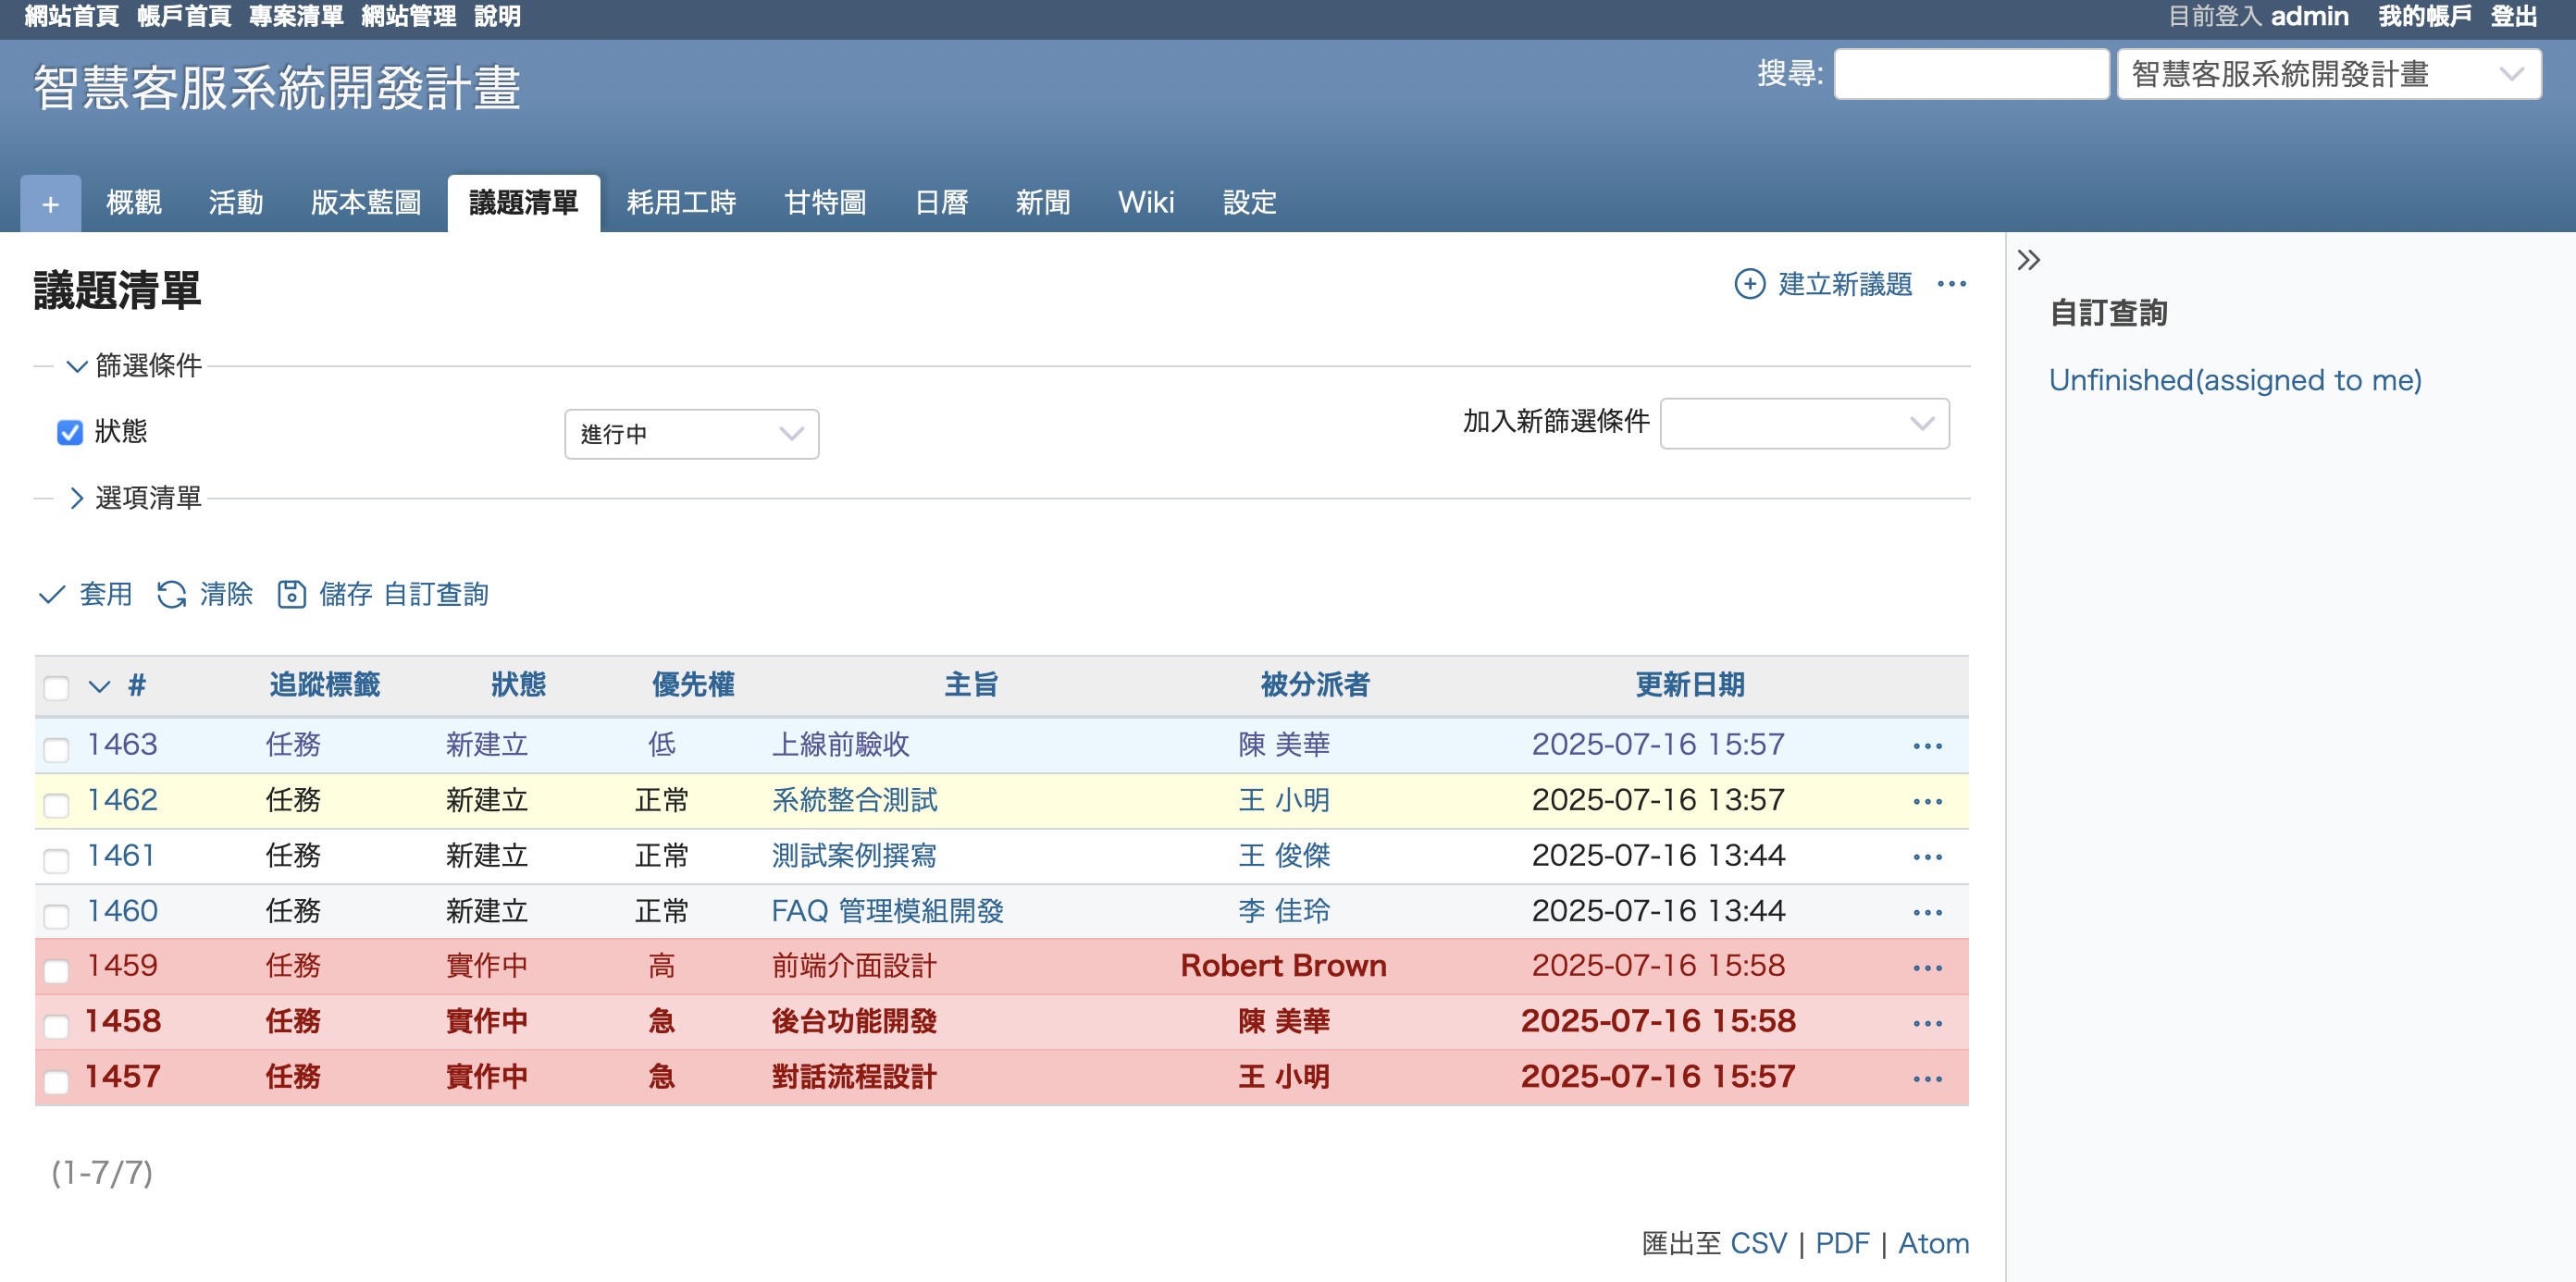 網站首頁 帳戶首頁 專案清單 網站管理 說明 目前登入 admin 我的帳戶 登出
智慧客服系統開發計畫 搜尋: 智慧客服系統開發計畫
+ 概觀 活動 版本藍圖 議題清單 耗用工時 甘特圖 日曆 新聞 Wiki 設定
議題清單 建立新議題
自訂查詢
Unfinished(assigned to me)
篩選條件
狀態 進行中 加入新篩選條件
選項清單
套用 清除 儲存 自訂查詢
# 追蹤標籤 狀態 優先權 主旨 被分派者 更新日期
1463 任務 新建立 低 上線前驗收 陳 美華 2025-07-16 15:57
1462 任務 新建立 正常 系統整合測試 王 小明 2025-07-16 13:57
1461 任務 新建立 正常 測試案例撰寫 王 俊傑 2025-07-16 13:44
1460 任務 新建立 正常 FAQ 管理模組開發 李 佳玲 2025-07-16 13:44
1459 任務 實作中 高 前端介面設計 Robert Brown 2025-07-16 15:58
1458 任務 實作中 急 後台功能開發 陳 美華 2025-07-16 15:58
1457 任務 實作中 急 對話流程設計 王 小明 2025-07-16 15:57
(1-7/7)
匯出至 CSV | PDF | Atom